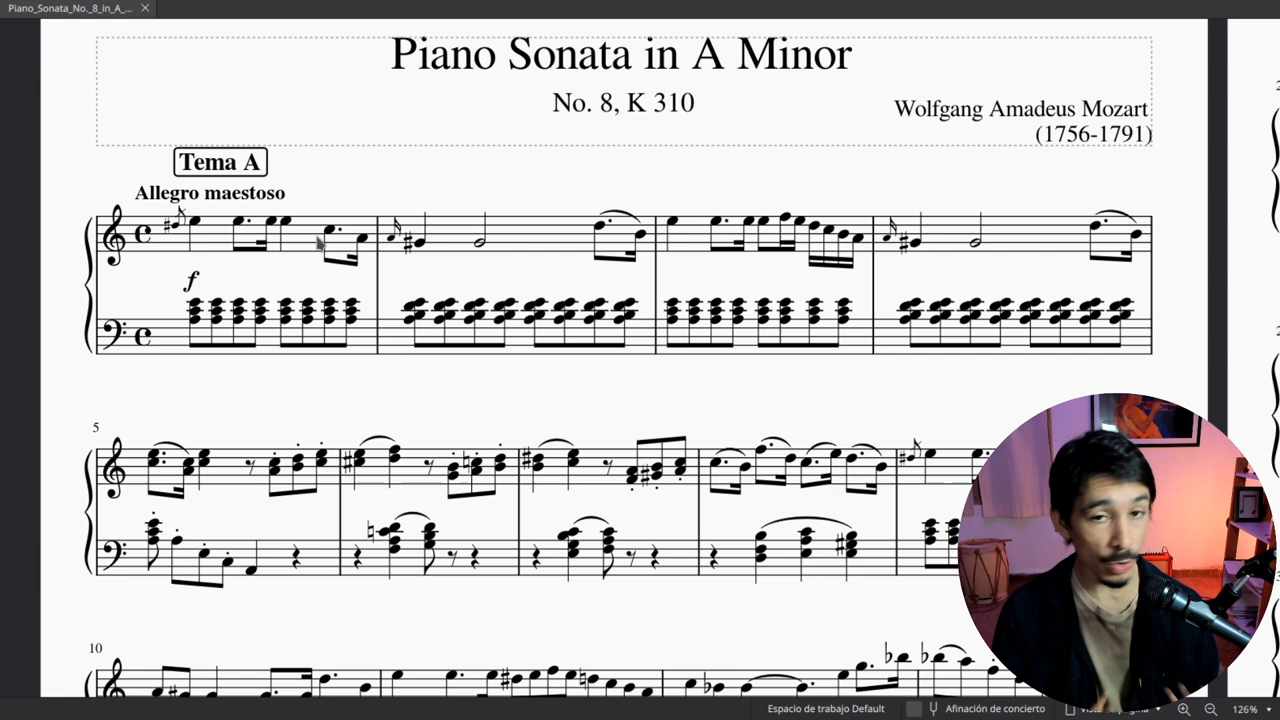 Piano_Sonata_No._8_in_A_...
Piano Sonata in A Minor
No. 8, K 310
Wolfgang Amadeus Mozart
(1756-1791)
Tema A
Allegro maestoso
f
5
10
Espacio de trabajo Default
Afinación de concierto
126%